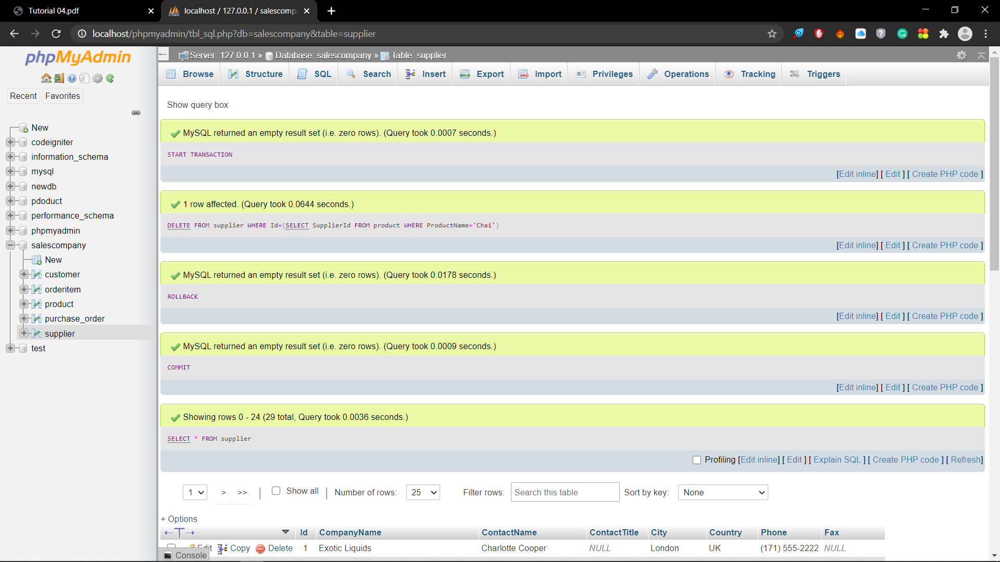 Tutorial 04.pdf
localhost / 127.0.0.1 / salescomp
localhost/phpmyadmin/tbl_sql.php?db=salescompany&table=supplier
phpMyAdmin
Recent
Favorites
New
codeigniter
information_schema
mysql
newdb
pdoduct
performance_schema
phpmyadmin
salescompany
New
customer
orderitem
product
purchase_order
supplier
test
Server: 127.0.0.1 » Database: salescompany » Table: supplier
Browse Structure SQL Search Insert Export Import Privileges Operations Tracking Triggers
Show query box
MySQL returned an empty result set (i.e. zero rows). (Query took 0.0007 seconds.)
START TRANSACTION
[Edit inline] [ Edit ] [ Create PHP code ]
1 row affected. (Query took 0.0644 seconds.)
DELETE FROM supplier WHERE Id=(SELECT SupplierId FROM product WHERE ProductName='Chai')
[Edit inline] [ Edit ] [ Create PHP code ]
MySQL returned an empty result set (i.e. zero rows). (Query took 0.0178 seconds.)
ROLLBACK
[Edit inline] [ Edit ] [ Create PHP code ]
MySQL returned an empty result set (i.e. zero rows). (Query took 0.0009 seconds.)
COMMIT
[Edit inline] [ Edit ] [ Create PHP code ]
Showing rows 0 - 24 (29 total, Query took 0.0036 seconds.)
SELECT * FROM supplier
Profiling [Edit inline] [ Edit ] [ Explain SQL ] [ Create PHP code ] [ Refresh]
1 > >> | Show all | Number of rows: 25 Filter rows: Search this table Sort by key: None
+ Options
←T→ Id CompanyName ContactName ContactTitle City Country Phone Fax
Edit Copy Delete 1 Exotic Liquids Charlotte Cooper NULL London UK (171) 555-2222 NULL
Console